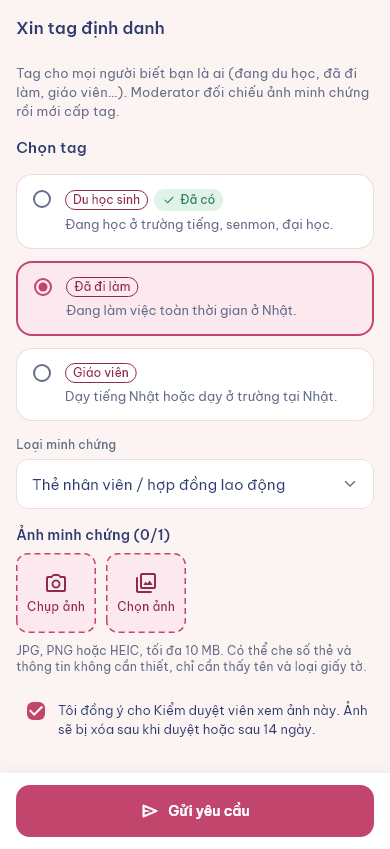 Xin tag định danh
Tag cho mọi người biết bạn là ai (đang du học, đã đi
làm, giáo viên…). Moderator đối chiếu ảnh minh chứng
rồi mới cấp tag.
Chọn tag
Du học sinh
Đã có
Đang học ở trường tiếng, senmon, đại học.
Đã đi làm
Đang làm việc toàn thời gian ở Nhật.
Giáo viên
Dạy tiếng Nhật hoặc dạy ở trường tại Nhật.
Loại minh chứng
Thẻ nhân viên / hợp đồng lao động
Ảnh minh chứng (0/1)
Chụp ảnh
Chọn ảnh
JPG, PNG hoặc HEIC, tối đa 10 MB. Có thể che số thẻ và
thông tin không cần thiết, chỉ cần thấy tên và loại giấy tờ.
Tôi đồng ý cho Kiểm duyệt viên xem ảnh này. Ảnh
sẽ bị xóa sau khi duyệt hoặc sau 14 ngày.
Gửi yêu cầu